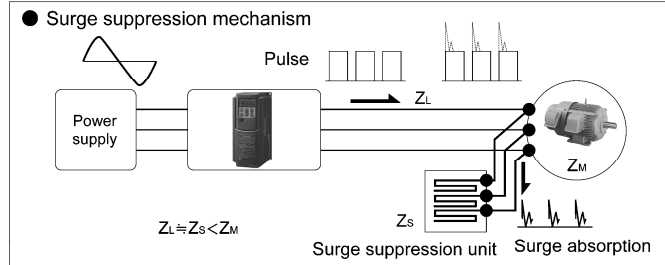 ● Surge suppression mechanism
Pulse
ZL
Power
supply
ZM
ZS
ZL≒ZS<ZM
Surge suppression unit
Surge absorption